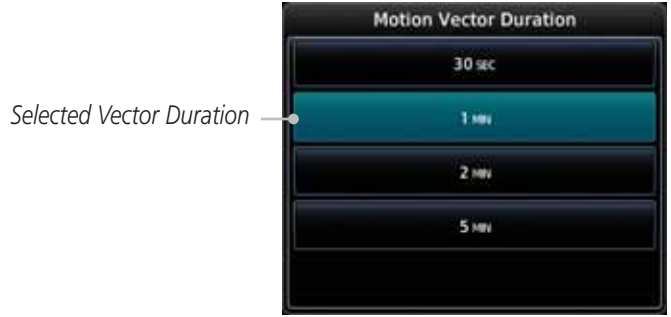 Motion Vector Duration
30 SEC
Selected Vector Duration
1 MIN
2 MIN
5 MIN